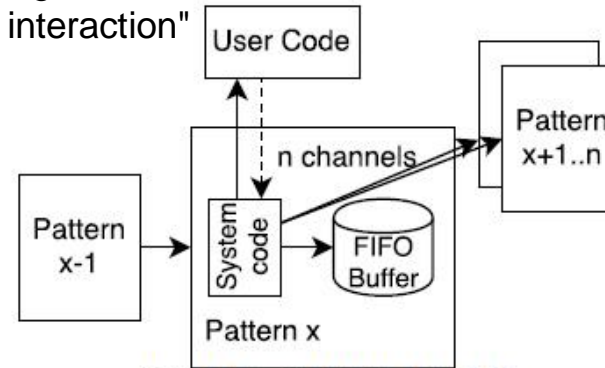 interaction"
User Code
n channels
Pattern
x+1..n
Pattern
x-1
System
code
FIFO
Buffer
Pattern x